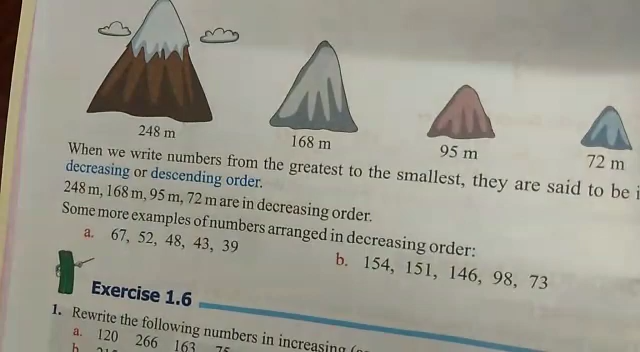 248 m
168 m
95 m
72 m
When we write numbers from the greatest to the smallest, they are said to be
decreasing or descending order.
248 m, 168 m, 95 m, 72 m are in decreasing order.
Some more examples of numbers arranged in decreasing order:
a. 67, 52, 48, 43, 39
b. 154, 151, 146, 98, 73
Exercise 1.6
1. Rewrite the following numbers in increasing
a. 120 266 163 75
b.